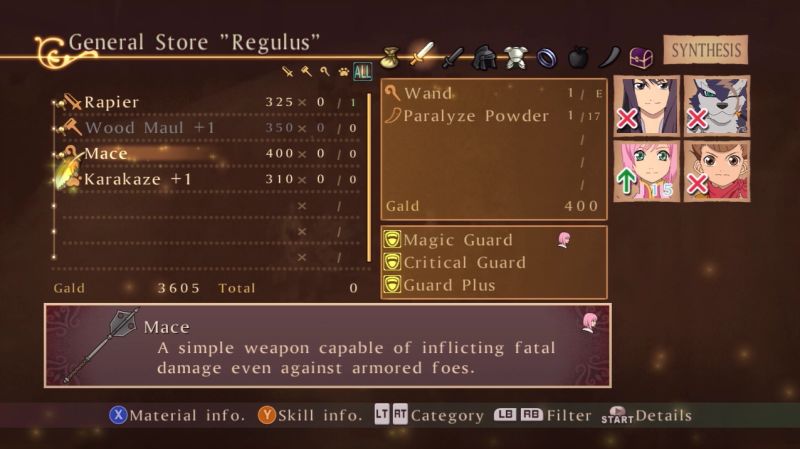 General Store "Regulus"
SYNTHESIS
ALL
Rapier 325 × 0 / 1
Wood Maul +1 350 × 0 / 0
Mace 400 × 0 / 0
Karakaze +1 310 × 0 / 0
× /
× /
× /
Gald 3605 Total 0
Wand 1 / E
Paralyze Powder 1 / 17
/
/
/
Gald 400
15
Magic Guard
Critical Guard
Guard Plus
Mace
A simple weapon capable of inflicting fatal
damage even against armored foes.
X Material info. Y Skill info. LT RT Category LB RB Filter START Details